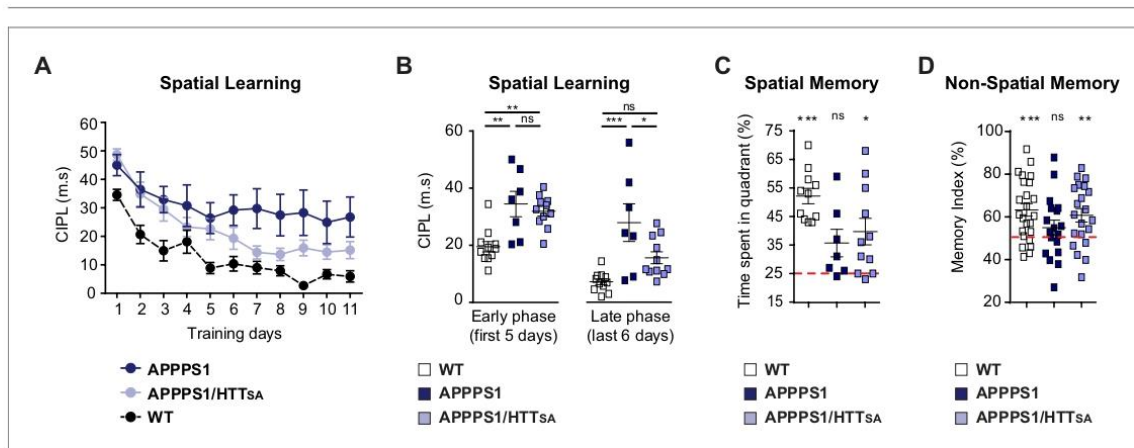 A
Spatial Learning
CIPL (m.s)
60
50
40
30
20
10
0
1 2 3 4 5 6 7 8 9 10 11
Training days
APPPS1
APPPS1/HTTSA
WT
B
Spatial Learning
CIPL (m.s)
60
40
20
0
**
** ns
ns
*** *
Early phase
(first 5 days)
Late phase
(last 6 days)
WT
APPPS1
APPPS1/HTTSA
C
Spatial Memory
Time spent in quadrant (%)
*** ns *
75
65
55
45
35
25
15
WT
APPPS1
APPPS1/HTTSA
D
Non-Spatial Memory
Memory Index (%)
*** ns **
100
80
60
40
20
WT
APPPS1
APPPS1/HTTSA